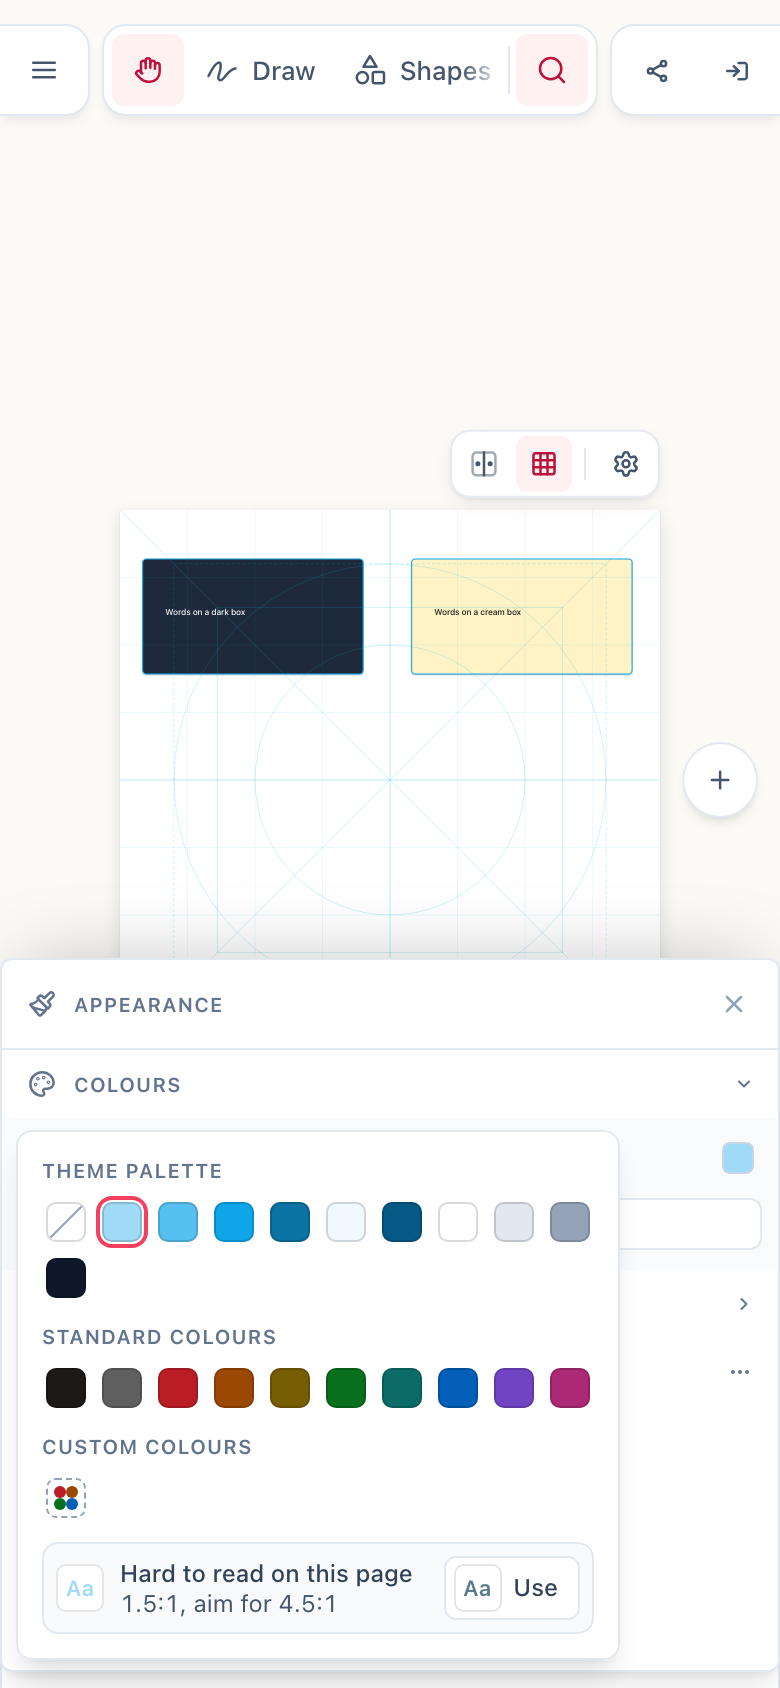 Draw
Shapes
Words on a dark box
Words on a cream box
APPEARANCE
COLOURS
THEME PALETTE
STANDARD COLOURS
CUSTOM COLOURS
Aa
Hard to read on this page
1.5:1, aim for 4.5:1
Aa
Use